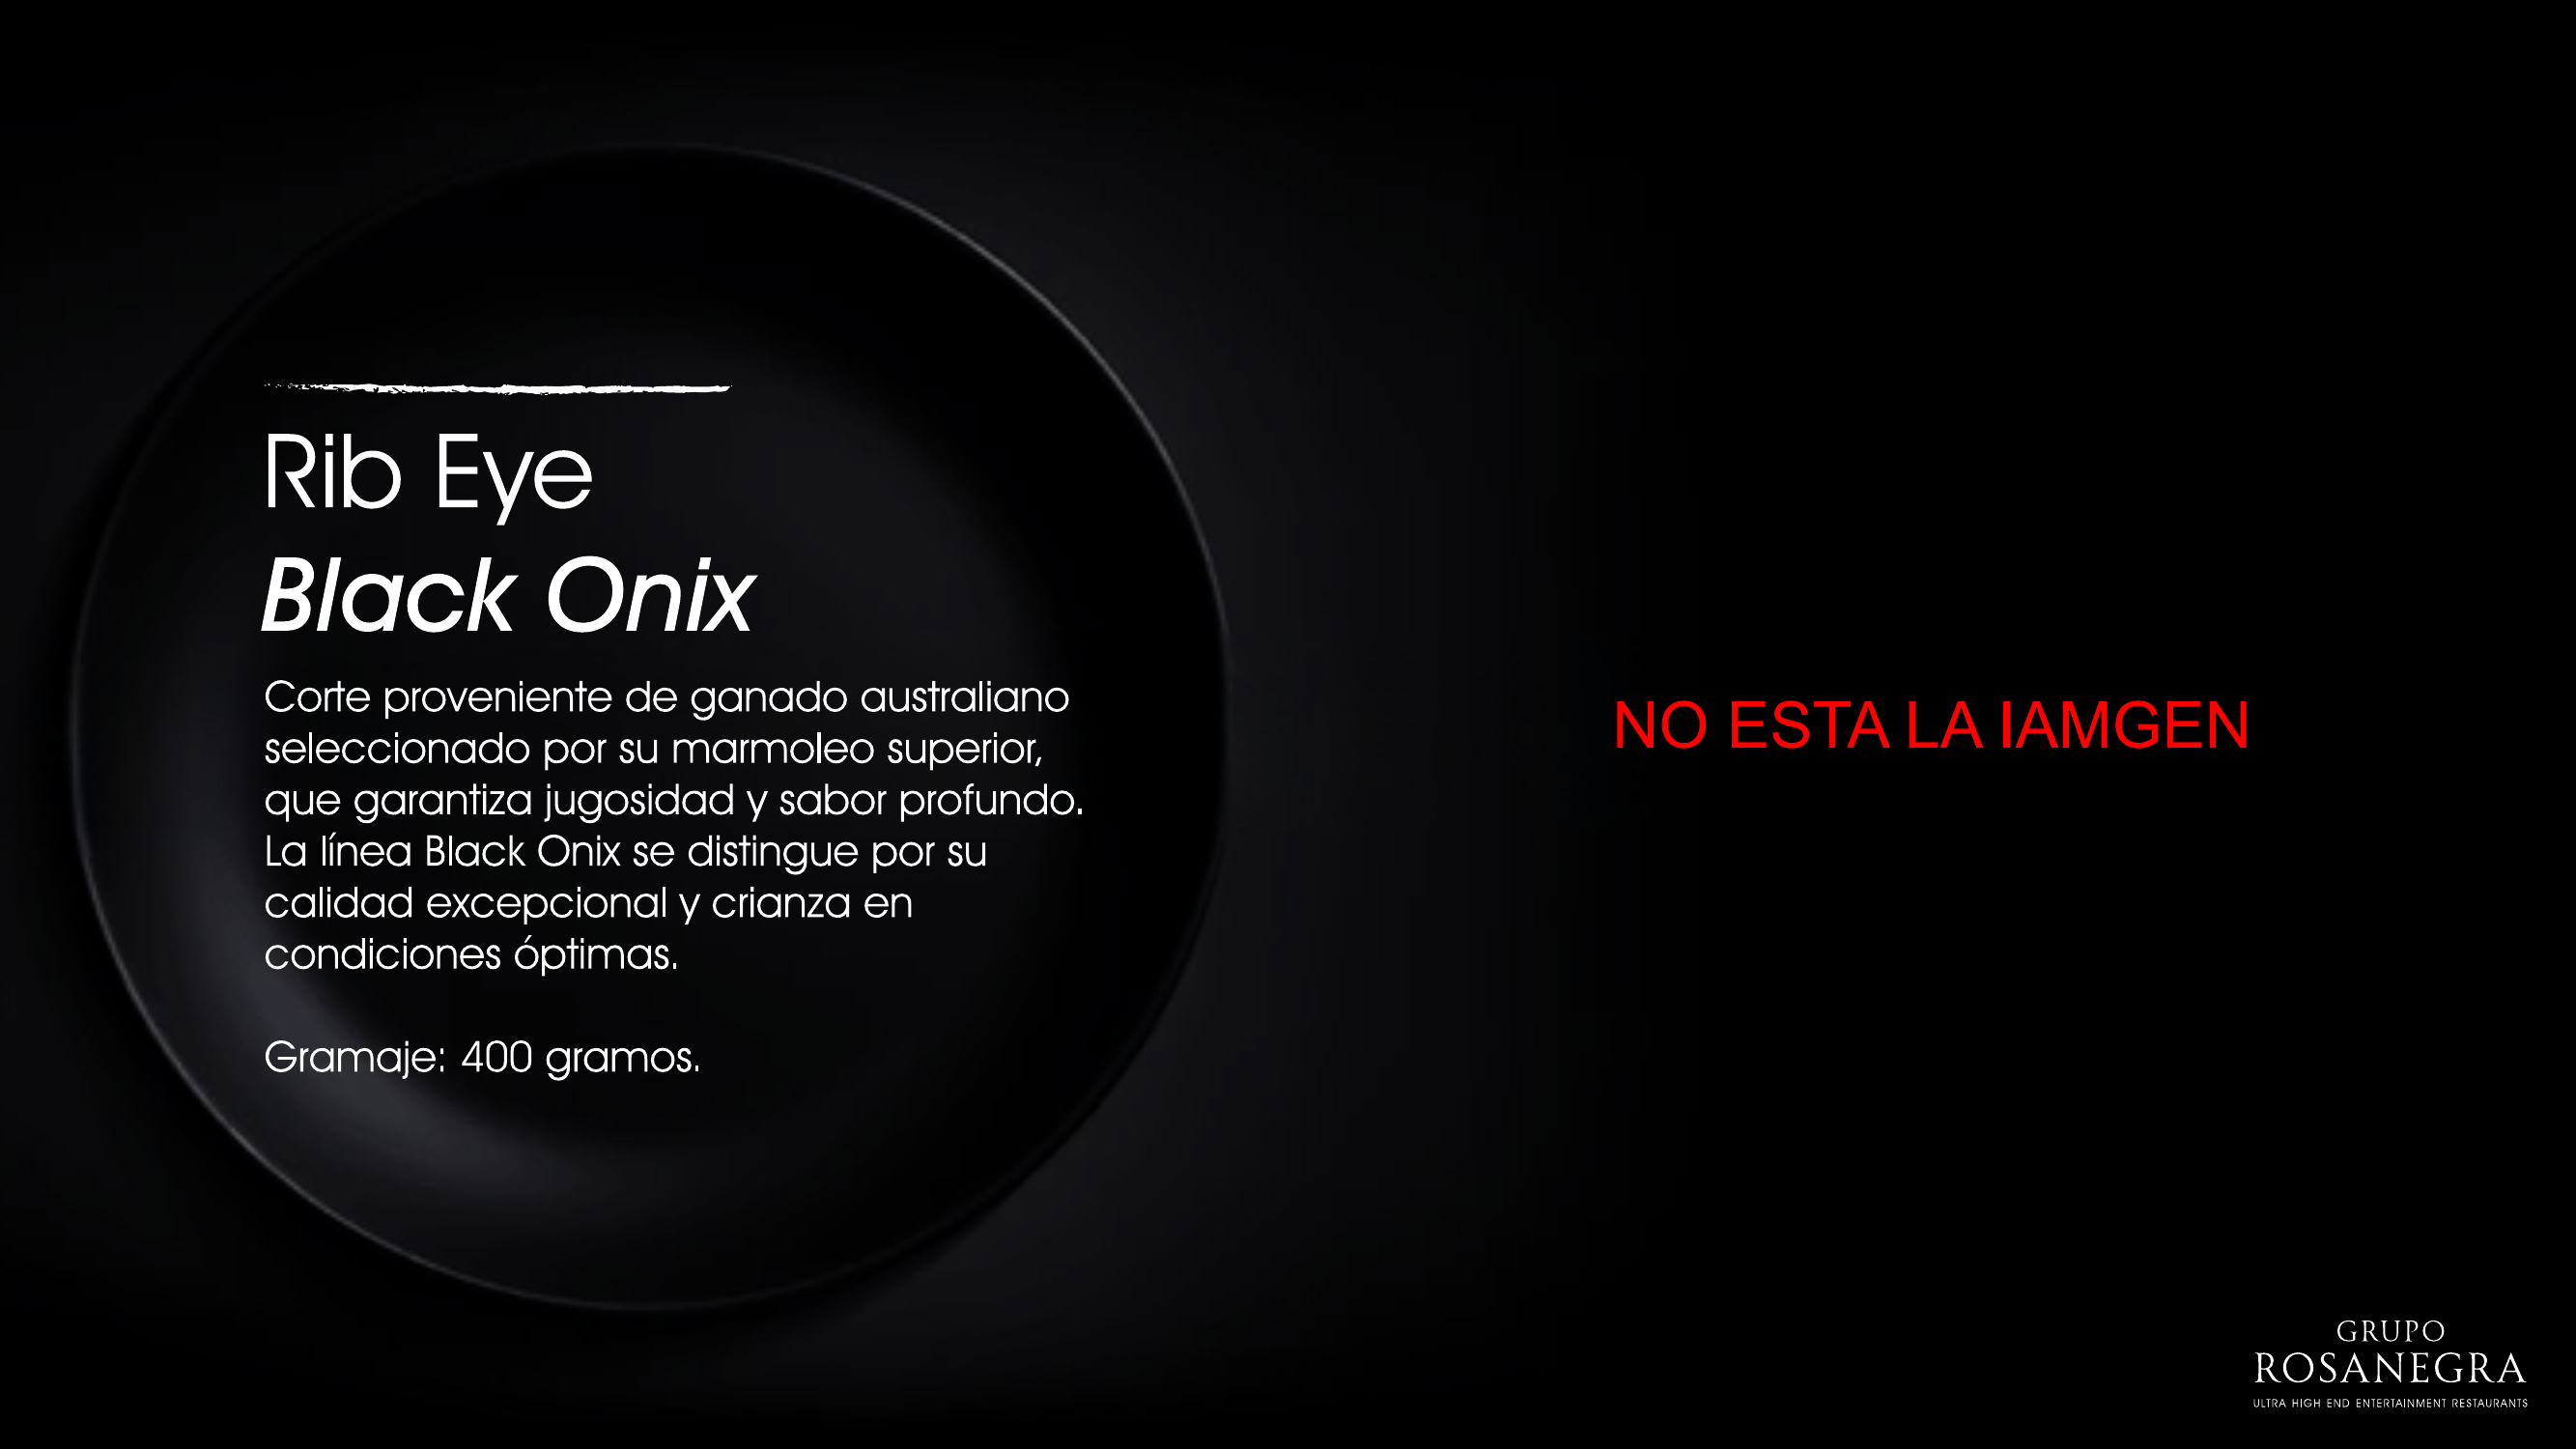 Rib Eye
Black Onix
Corte proveniente de ganado australiano
seleccionado por su marmoleo superior,
que garantiza jugosidad y sabor profundo.
La línea Black Onix se distingue por su
calidad excepcional y crianza en
condiciones óptimas.
Gramaje: 400 gramos.
NO ESTA LA IAMGEN
GRUPO
ROSANEGRA
ULTRA HIGH END ENTERTAINMENT RESTAURANTS